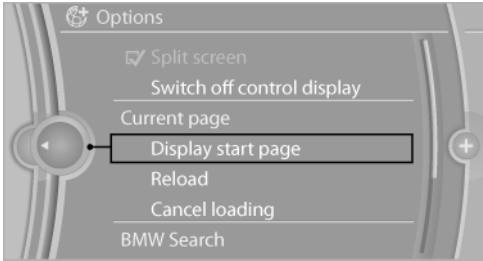 Options
Split screen
Switch off control display
Current page
Display start page
Reload
Cancel loading
BMW Search